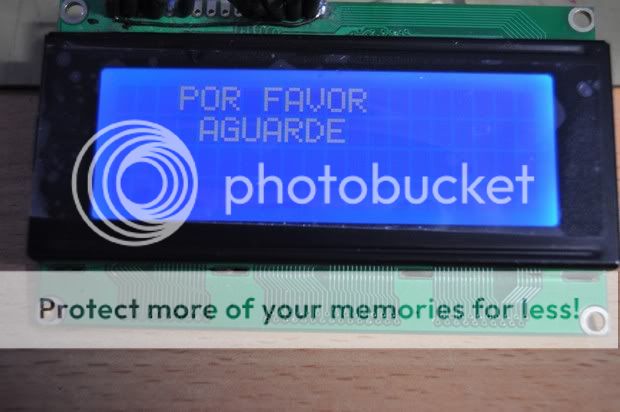 POR FAVOR
AGUARDE
photobucket
Protect more of your memories for less!